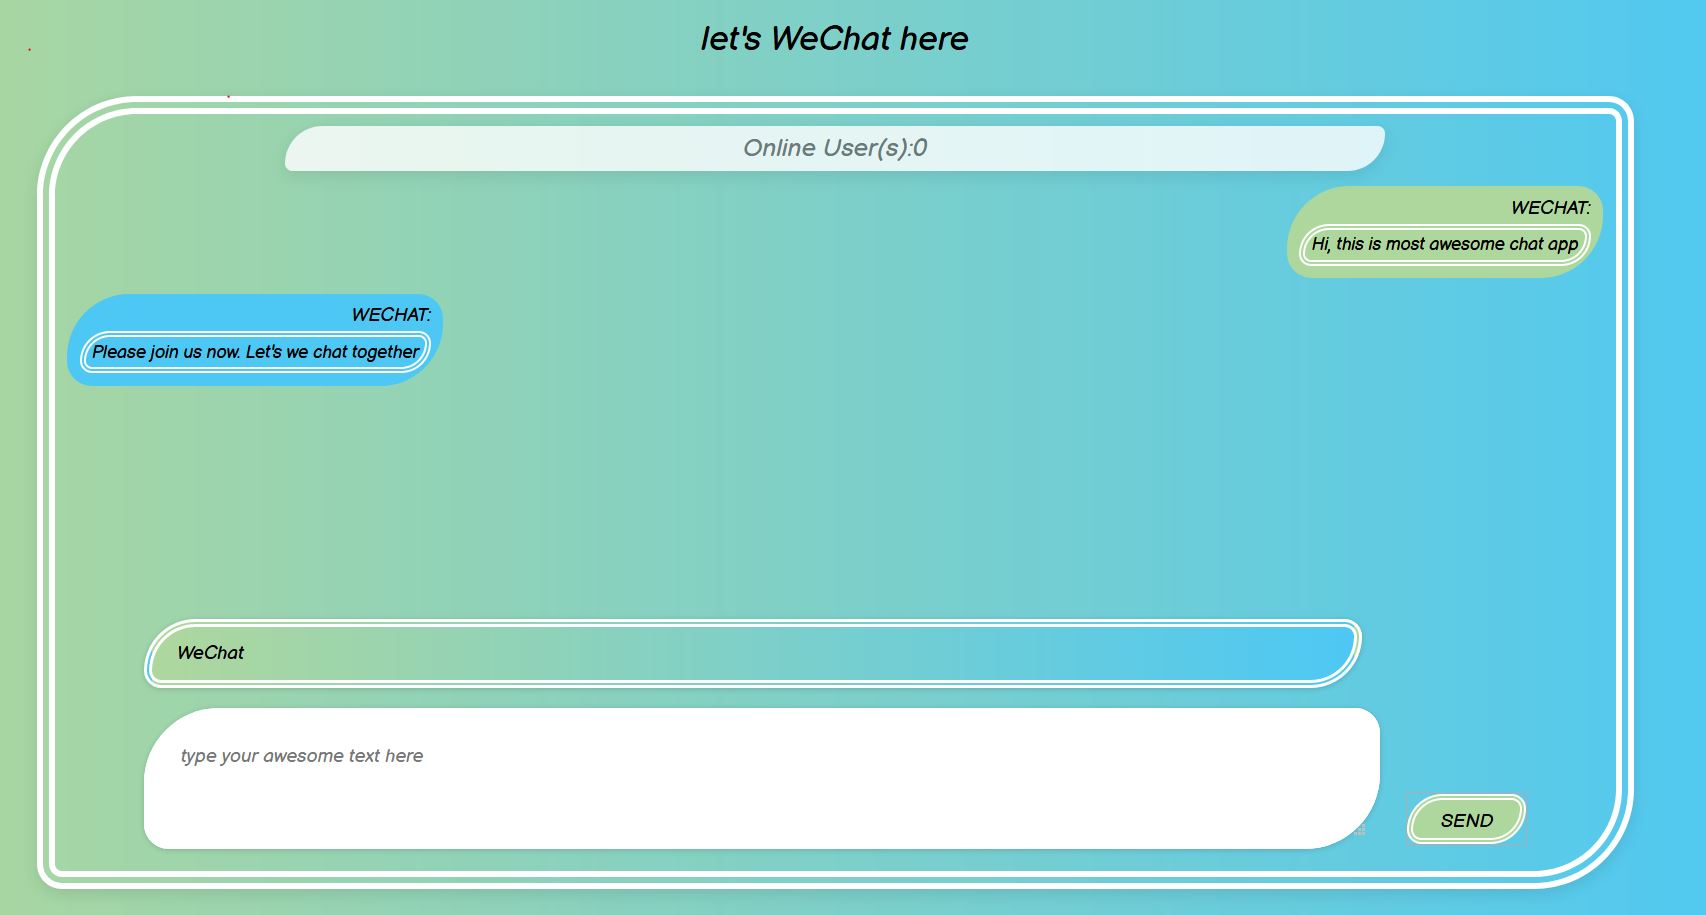 let's WeChat here
Online User(s):0
WECHAT:
Hi, this is most awesome chat app
WECHAT:
Please join us now. Let's we chat together
WeChat
type your awesome text here
SEND